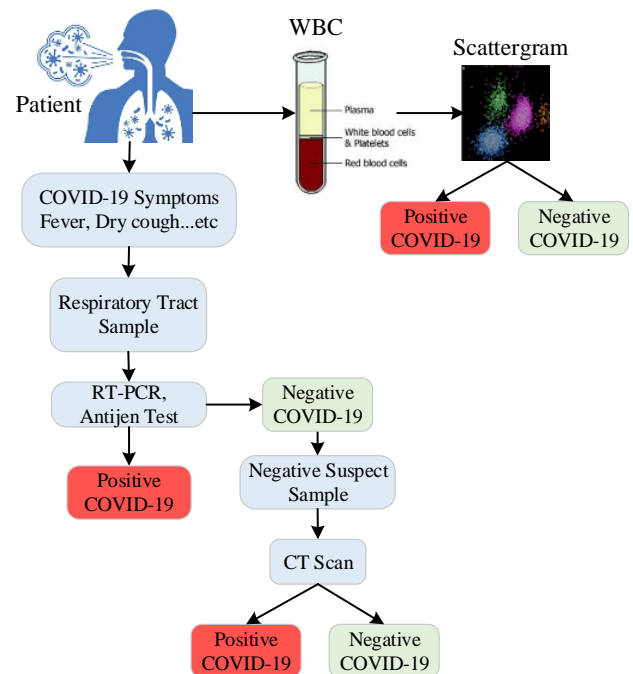 WBC
Scattergram
Patient
Plasma
White blood cells
& Platelets
Red blood cells
COVID-19 Symptoms
Fever, Dry cough...etc
Positive
COVID-19
Negative
COVID-19
Respiratory Tract
Sample
RT-PCR,
Antijen Test
Negative
COVID-19
Positive
COVID-19
Negative Suspect
Sample
CT Scan
Positive
COVID-19
Negative
COVID-19